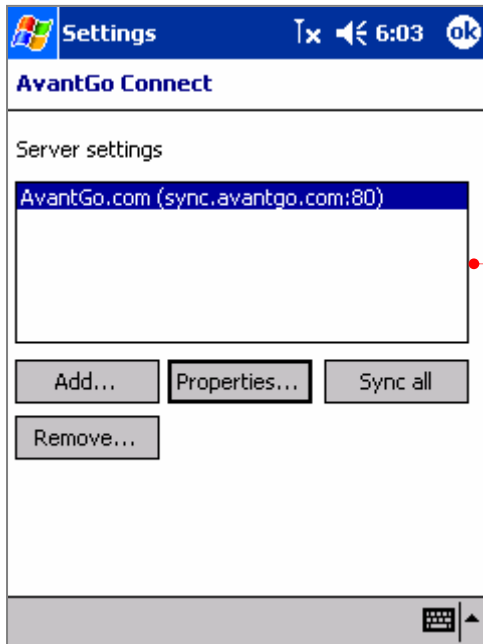 Settings 6:03 ok
AvantGo Connect
Server settings
AvantGo.com (sync.avantgo.com:80)
Add... Properties... Sync all
Remove...